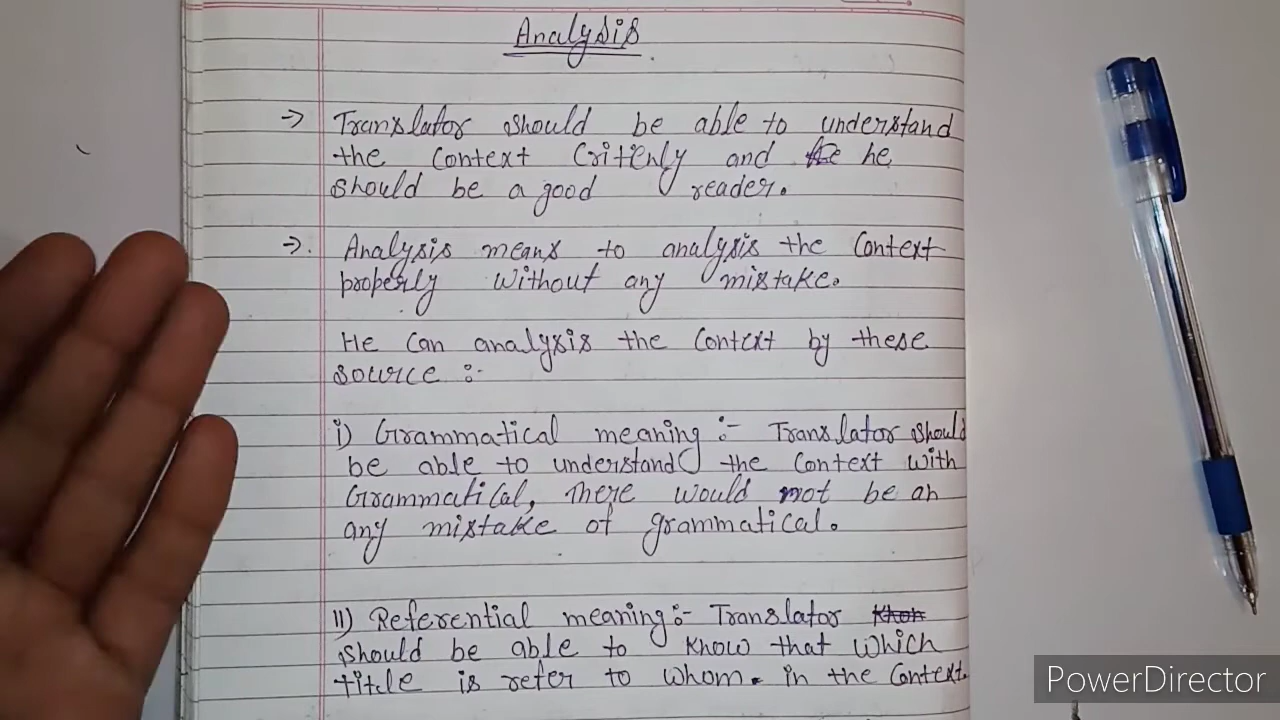 Analysis
→ Translator should be able to understand
the Context Critenly and he
should be a good reader.
→. Analysis means to analysis the Context
properly without any mistake.
He Can analysis the Context by these
source :-
i) Grammatical meaning :- Translator should
be able to understand the Context with
Grammatical, There would not be an
any mistake of grammatical.
II) Referential meaning :- Translator
should be able to know that which
title is refer to whom. in the Context.
PowerDirector